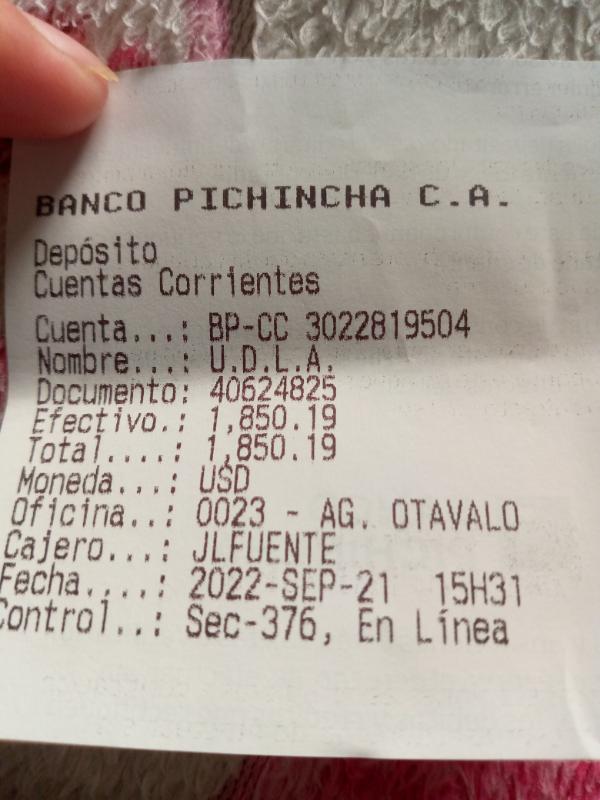 BANCO PICHINCHA C.A.
Depósito
Cuentas Corrientes
Cuenta...: BP-CC 3022819504
Nombre...: U.D.L.A.
Documento: 40624825
Efectivo.: 1,850.19
Total....: 1,850.19
Moneda...: USD
Oficina..: 0023 - AG. OTAVALO
Cajero...: JLFUENTE
Fecha....: 2022-SEP-21 15H31
Control..: Sec-376, En Línea